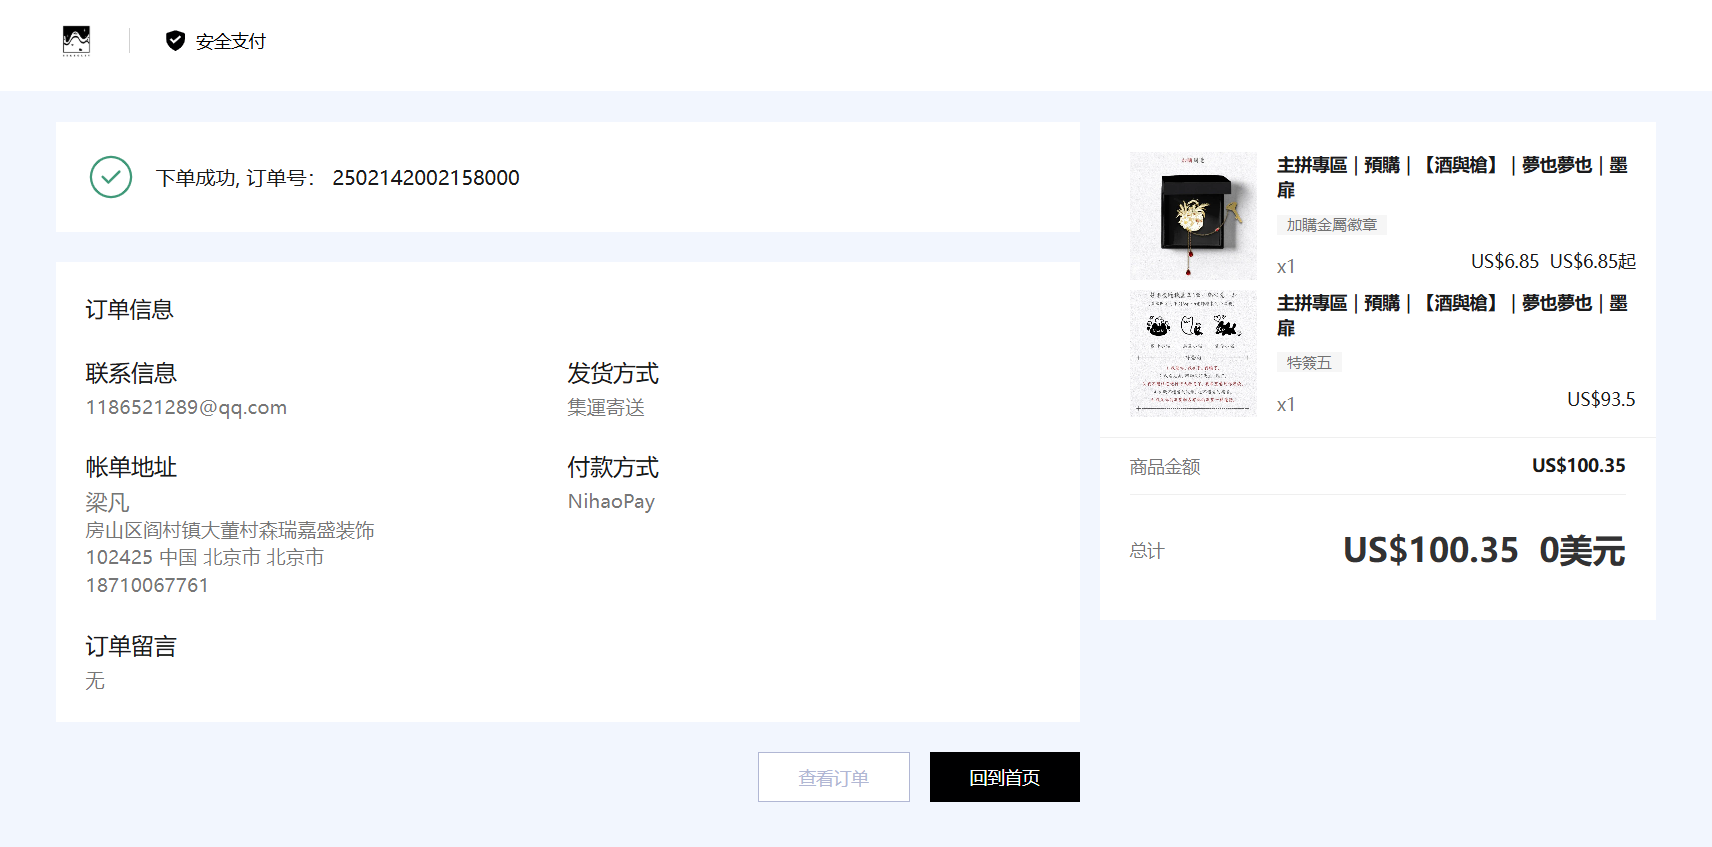 安全支付
下单成功, 订单号： 2502142002158000
订单信息
联系信息
1186521289@qq.com
发货方式
集運寄送
帐单地址
梁凡
房山区阎村镇大董村森瑞嘉盛装饰
102425 中国 北京市 北京市
18710067761
付款方式
NihaoPay
订单留言
无
查看订单
回到首页
主拼專區｜預購｜【酒與槍】｜夢也夢也｜墨
扉
加購金屬徽章
x1
US$6.85 US$6.85起
主拼專區｜預購｜【酒與槍】｜夢也夢也｜墨
扉
特簽五
x1
US$93.5
商品金额
US$100.35
总计
US$100.35 0美元